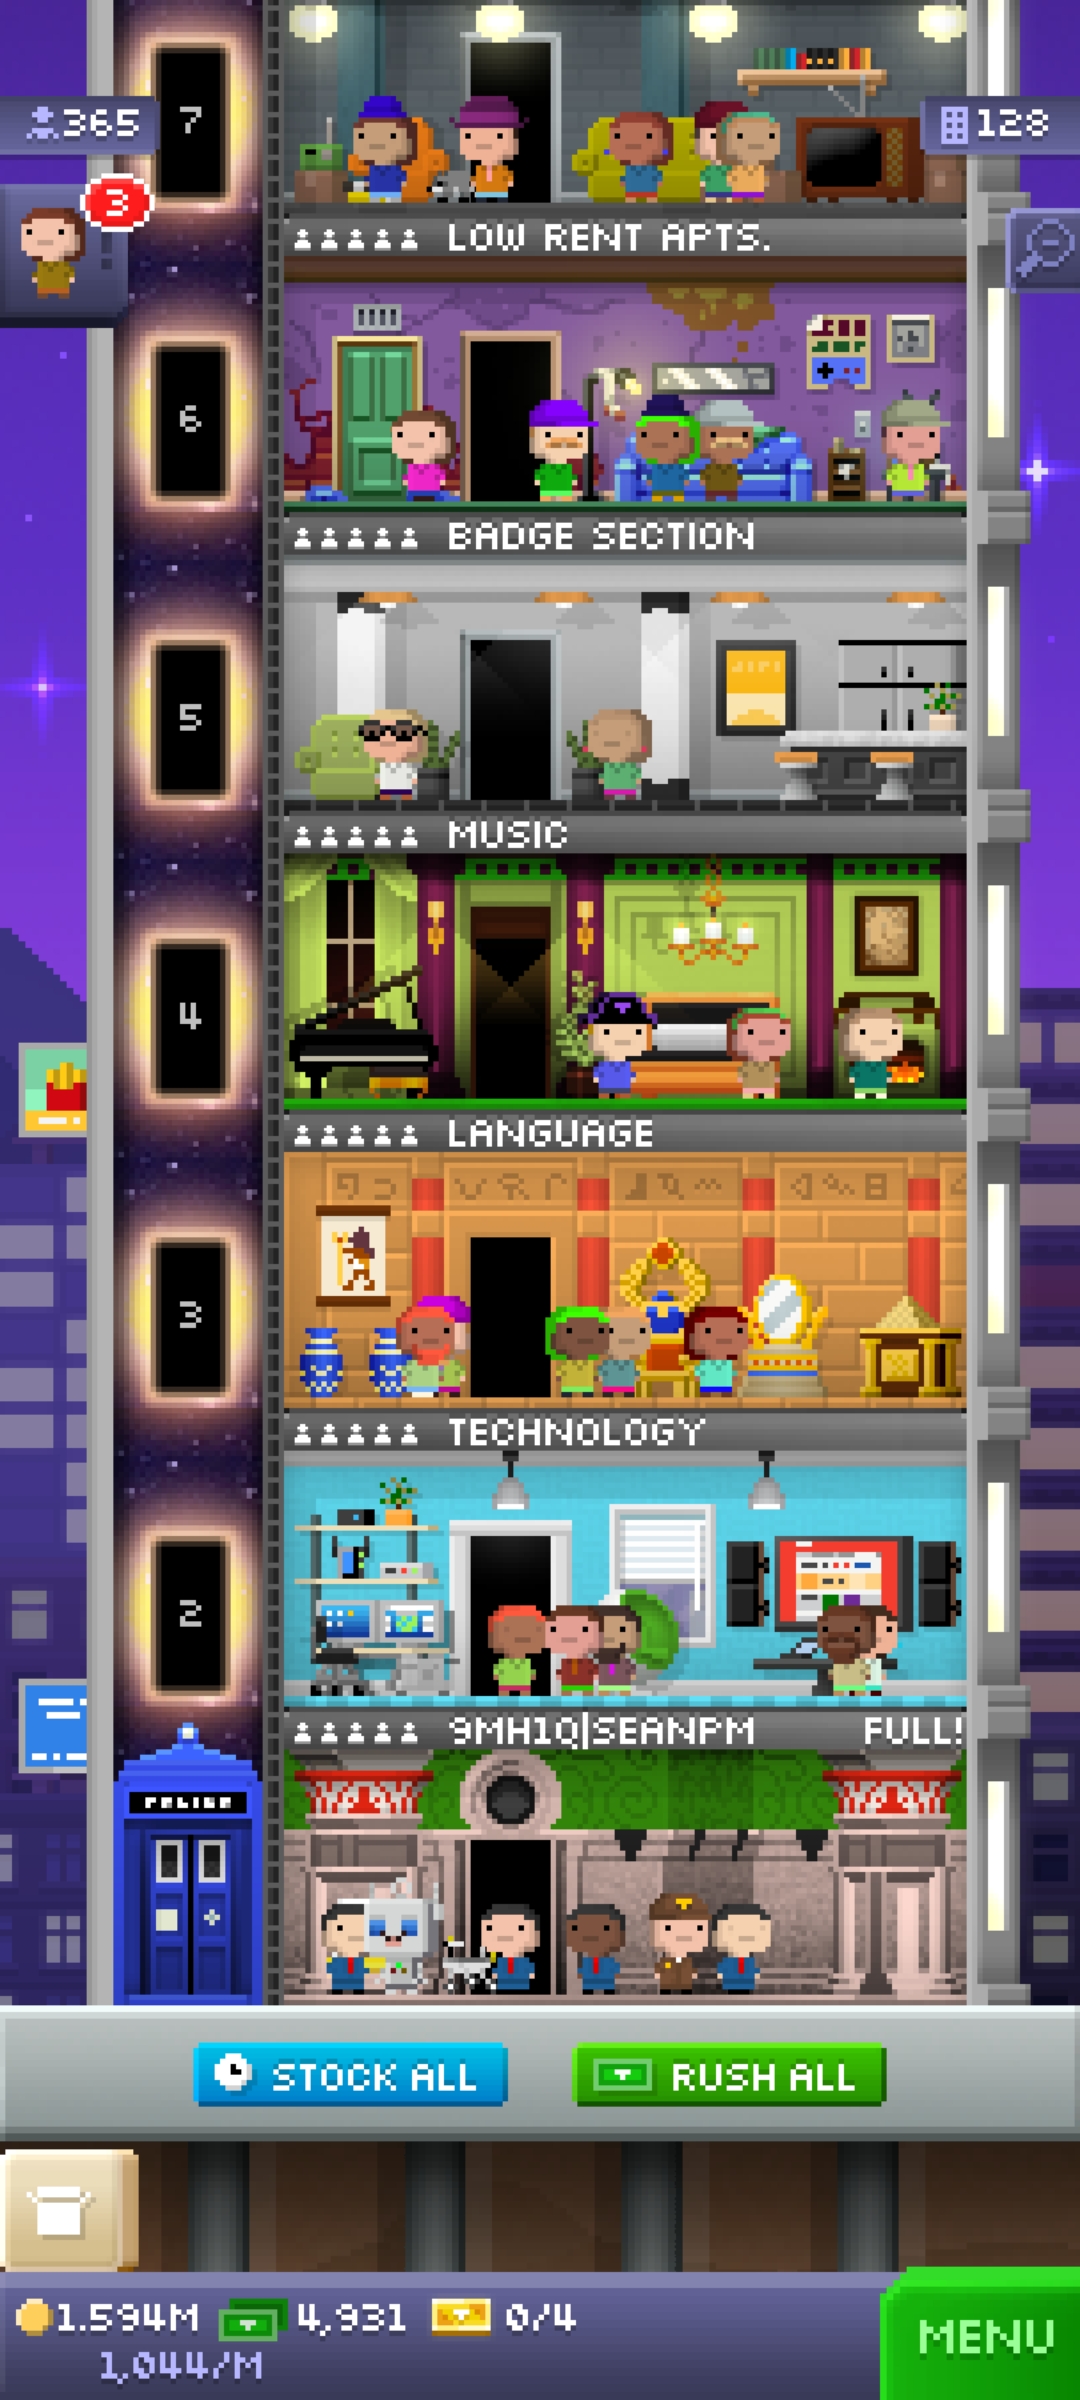 7
365
128
3
LOW RENT APTS.
6
BADGE SECTION
5
MUSIC
4
LANGUAGE
3
TECHNOLOGY
2
9MH1Q|SEANPM FULL!
POLICE
STOCK ALL
RUSH ALL
1.594M 4,931 0/4
1,044/M
MENU